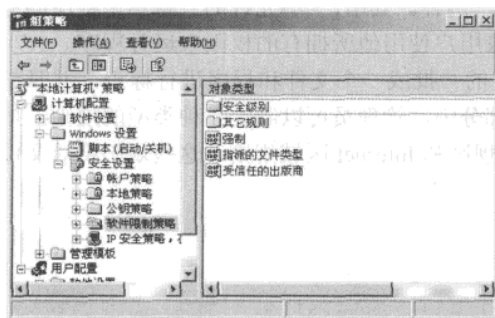 组策略
文件(F) 操作(A) 查看(V) 帮助(H)
"本地计算机" 策略
计算机配置
软件设置
Windows 设置
脚本 (启动/关机)
安全设置
帐户策略
本地策略
公钥策略
软件限制策略
IP 安全策略，
管理模板
用户配置
软件设置
对象类型
安全级别
其它规则
强制
指派的文件类型
受信任的出版商